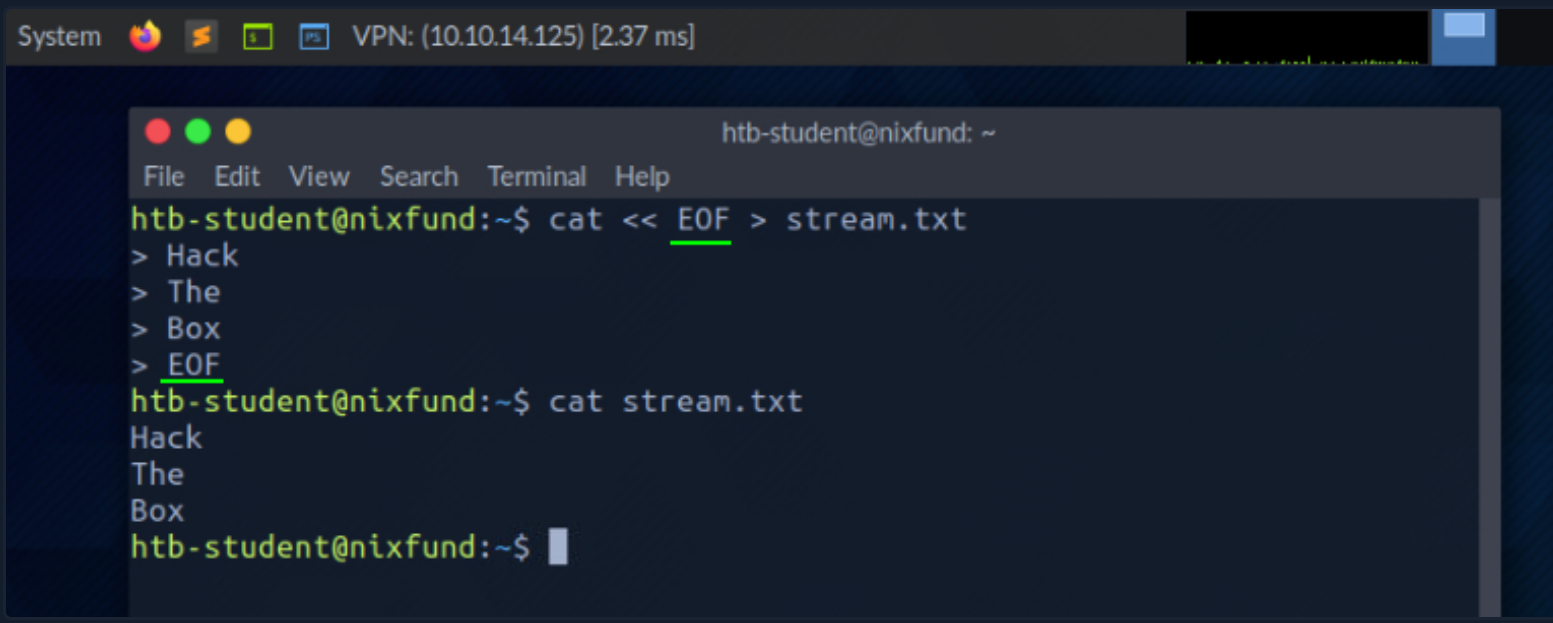 System VPN: (10.10.14.125) [2.37 ms]
htb-student@nixfund: ~
File Edit View Search Terminal Help
htb-student@nixfund:~$ cat << EOF > stream.txt
> Hack
> The
> Box
> EOF
htb-student@nixfund:~$ cat stream.txt
Hack
The
Box
htb-student@nixfund:~$